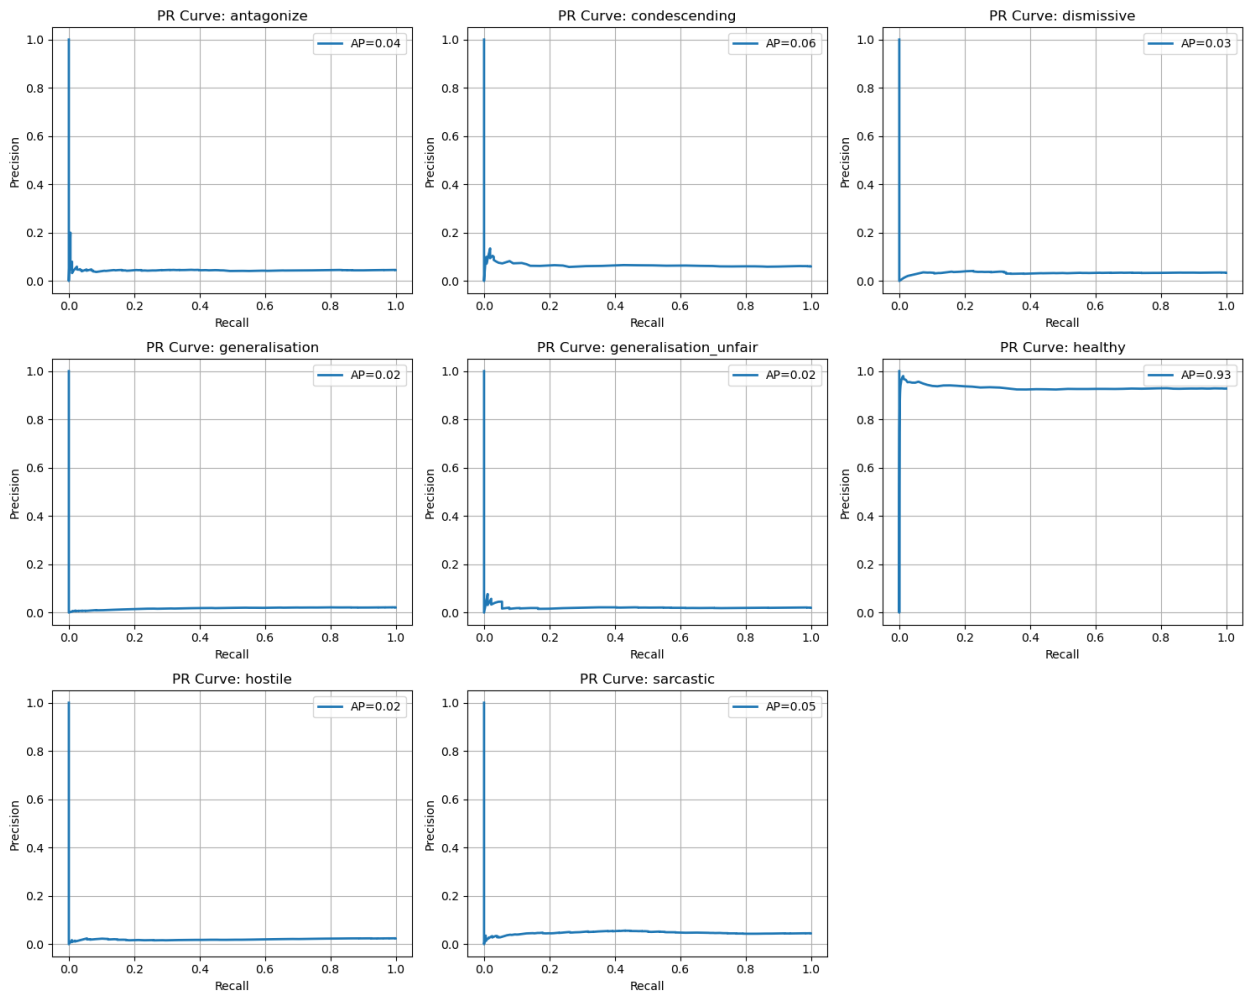 PR Curve: antagonize
AP=0.04
1.0
0.8
0.6
0.4
0.2
0.0
Precision
0.0 0.2 0.4 0.6 0.8 1.0
Recall
PR Curve: condescending
AP=0.06
1.0
0.8
0.6
0.4
0.2
0.0
Precision
0.0 0.2 0.4 0.6 0.8 1.0
Recall
PR Curve: dismissive
AP=0.03
1.0
0.8
0.6
0.4
0.2
0.0
Precision
0.0 0.2 0.4 0.6 0.8 1.0
Recall
PR Curve: generalisation
AP=0.02
1.0
0.8
0.6
0.4
0.2
0.0
Precision
0.0 0.2 0.4 0.6 0.8 1.0
Recall
PR Curve: generalisation_unfair
AP=0.02
1.0
0.8
0.6
0.4
0.2
0.0
Precision
0.0 0.2 0.4 0.6 0.8 1.0
Recall
PR Curve: healthy
AP=0.93
1.0
0.8
0.6
0.4
0.2
0.0
Precision
0.0 0.2 0.4 0.6 0.8 1.0
Recall
PR Curve: hostile
AP=0.02
1.0
0.8
0.6
0.4
0.2
0.0
Precision
0.0 0.2 0.4 0.6 0.8 1.0
Recall
PR Curve: sarcastic
AP=0.05
1.0
0.8
0.6
0.4
0.2
0.0
Precision
0.0 0.2 0.4 0.6 0.8 1.0
Recall